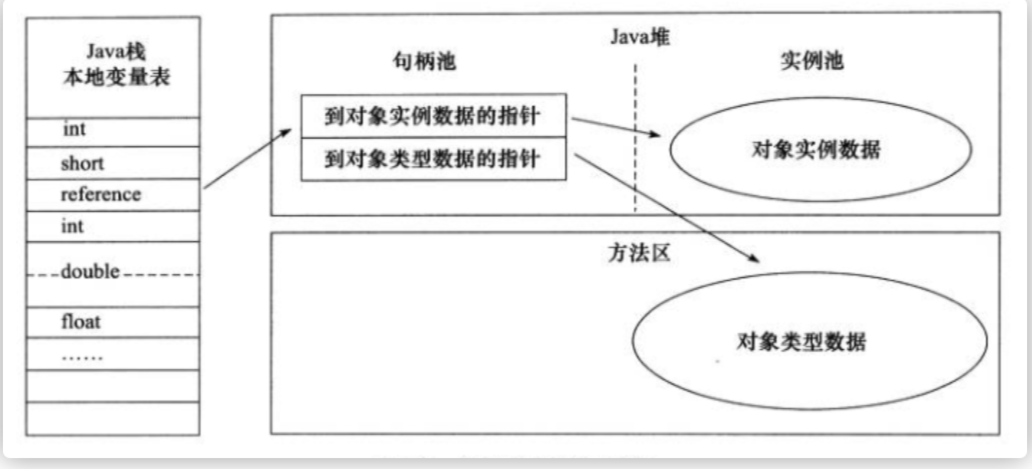 Java栈
本地变量表
int
short
reference
int
double
float
……
Java堆
句柄池
实例池
到对象实例数据的指针
到对象类型数据的指针
对象实例数据
方法区
对象类型数据